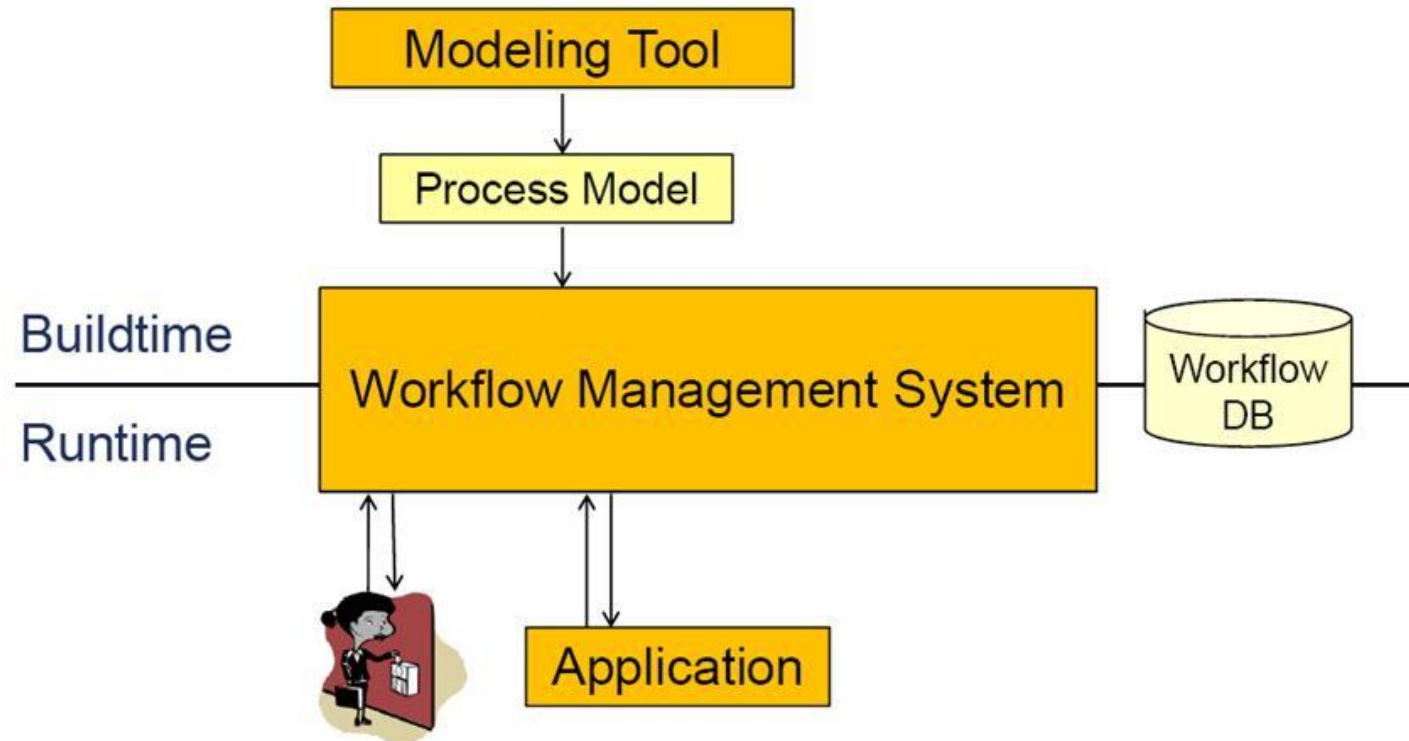 Modeling Tool
Process Model
Buildtime
Workflow Management System
Workflow
DB
Runtime
Application